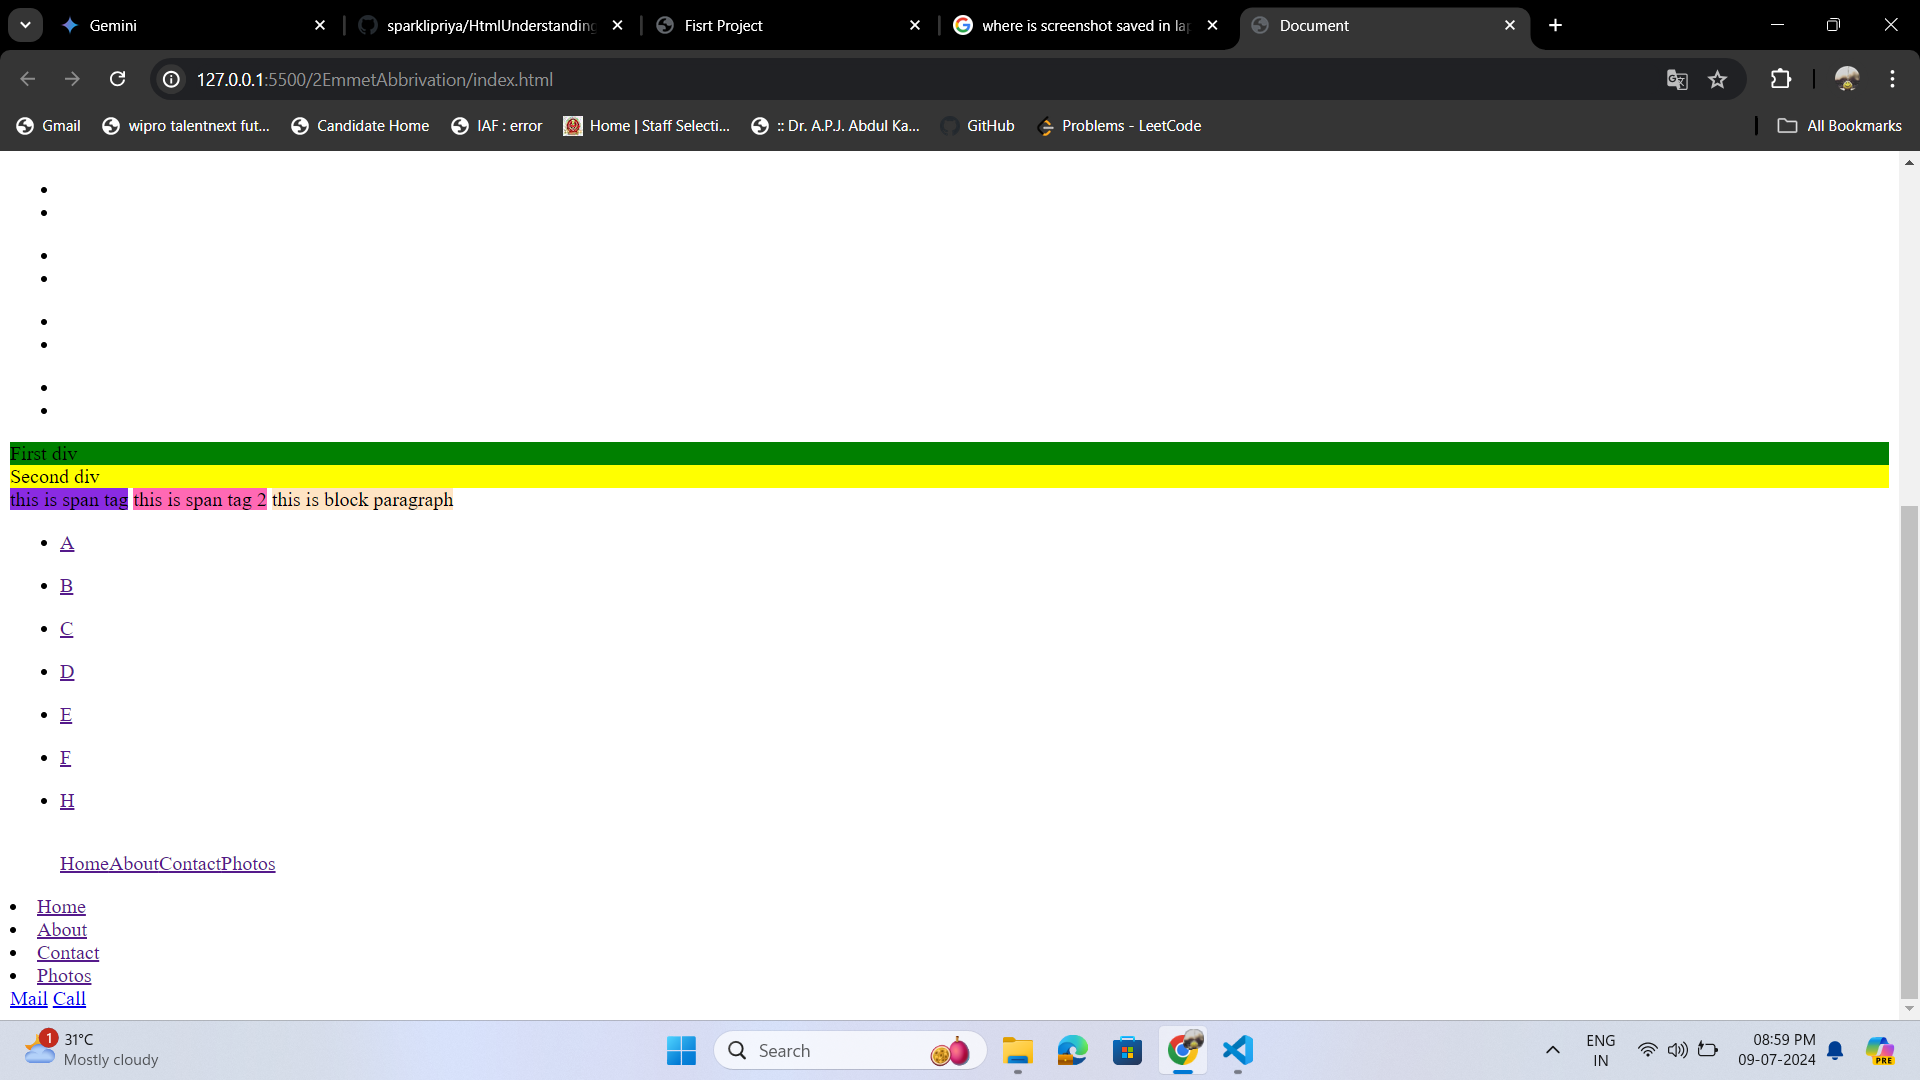 Gemini
sparklipriya/HtmlUnderstanding
Fisrt Project
where is screenshot saved in lap
Document
127.0.0.1:5500/2EmmetAbbrivation/index.html
Gmail
wipro talentnext fut...
Candidate Home
IAF : error
Home | Staff Selecti...
:: Dr. A.P.J. Abdul Ka...
GitHub
Problems - LeetCode
All Bookmarks
First div
Second div
this is span tag this is span tag 2 this is block paragraph
A
B
C
D
E
F
H
HomeAboutContactPhotos
Home
About
Contact
Photos
Mail Call
1
31°C
Mostly cloudy
Search
PRE
ENG
IN
08:59 PM
09-07-2024